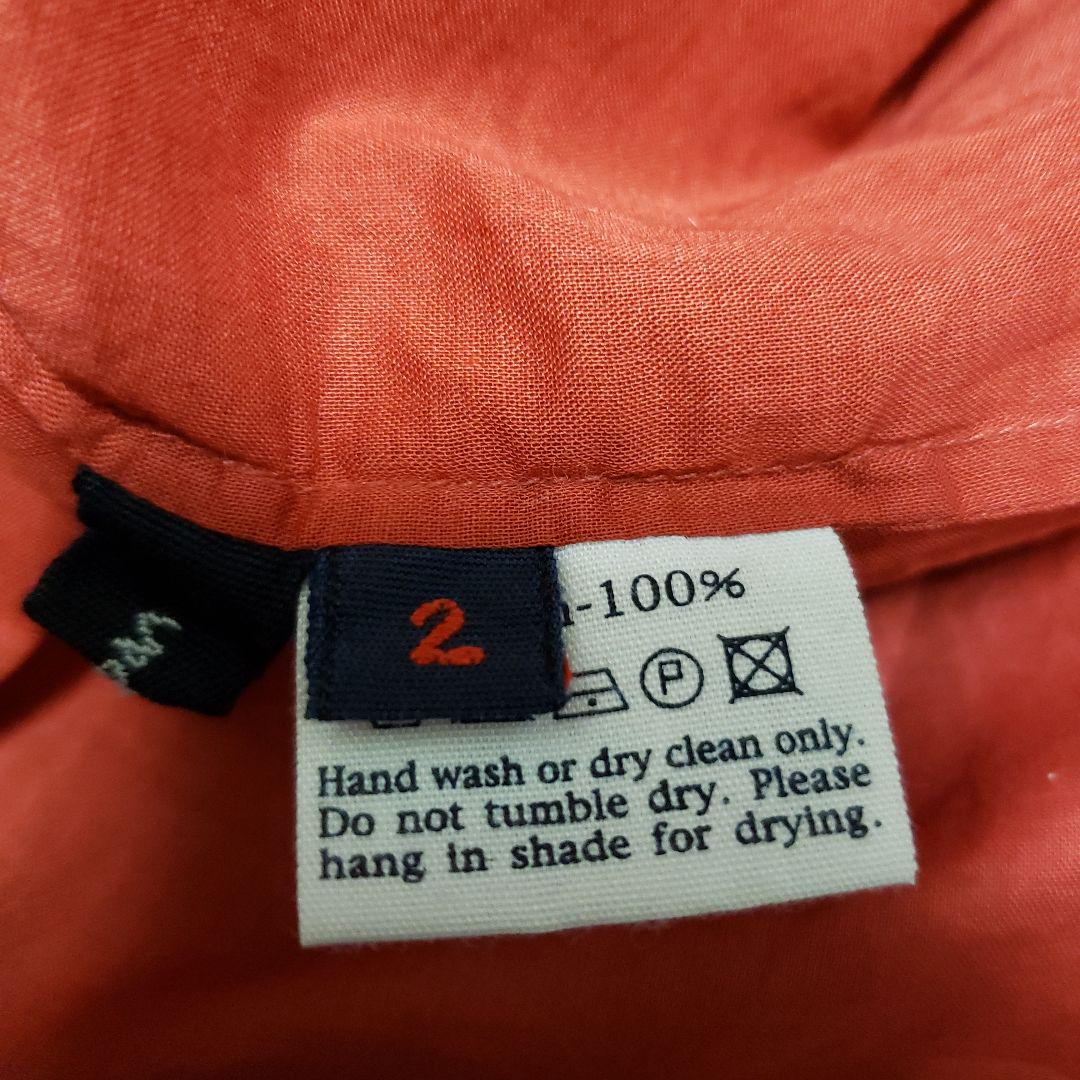 2
-100%
P
Hand wash or dry clean only.
Do not tumble dry. Please
hang in shade for drying.